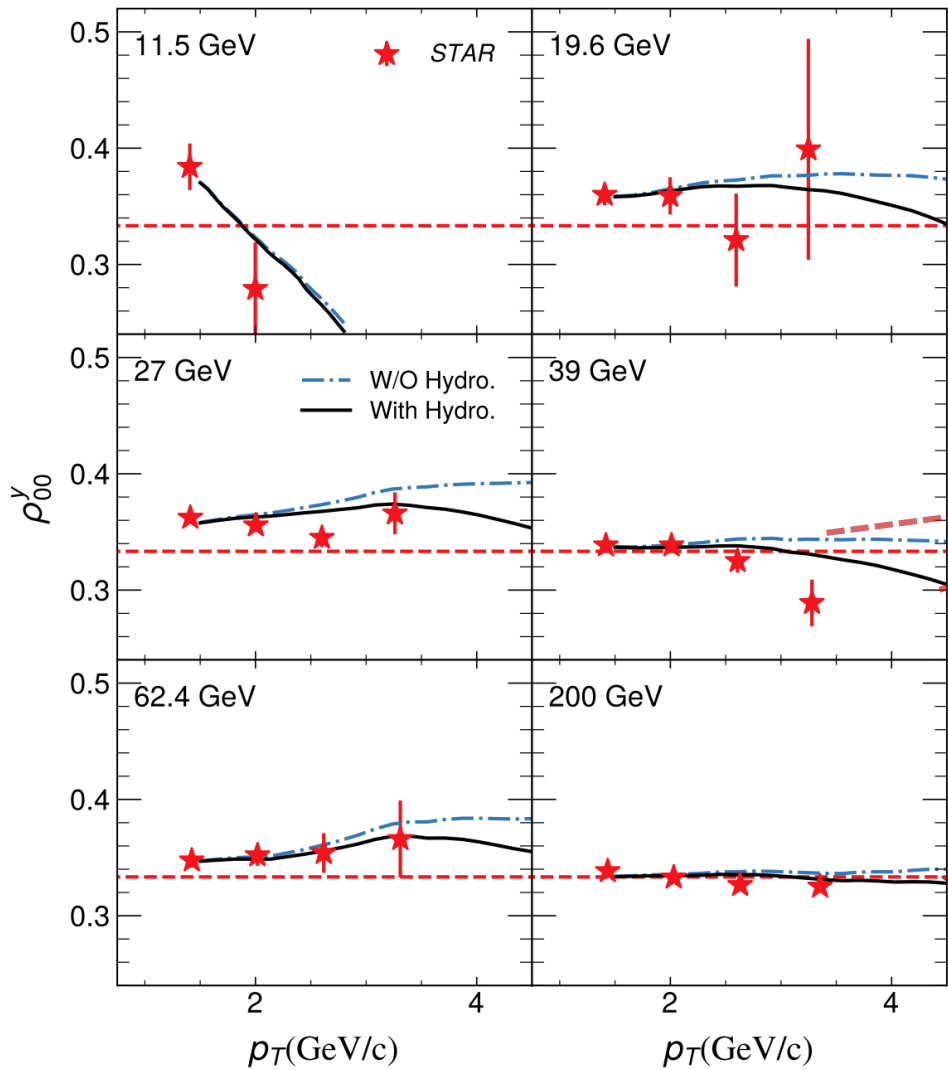 11.5 GeV
STAR
19.6 GeV
0.5
0.4
0.3
27 GeV
W/O Hydro.
With Hydro.
39 GeV
0.5
0.4
0.3
ρ^y_00
62.4 GeV
200 GeV
0.5
0.4
0.3
2 4 2 4
p_T(GeV/c) p_T(GeV/c)